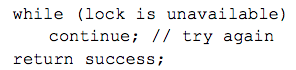 while (lock is unavailable)
    continue; // try again
return success;